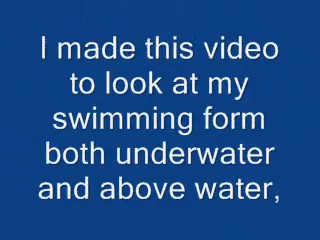 I made this video
to look at my
swimming form
both underwater
and above water,